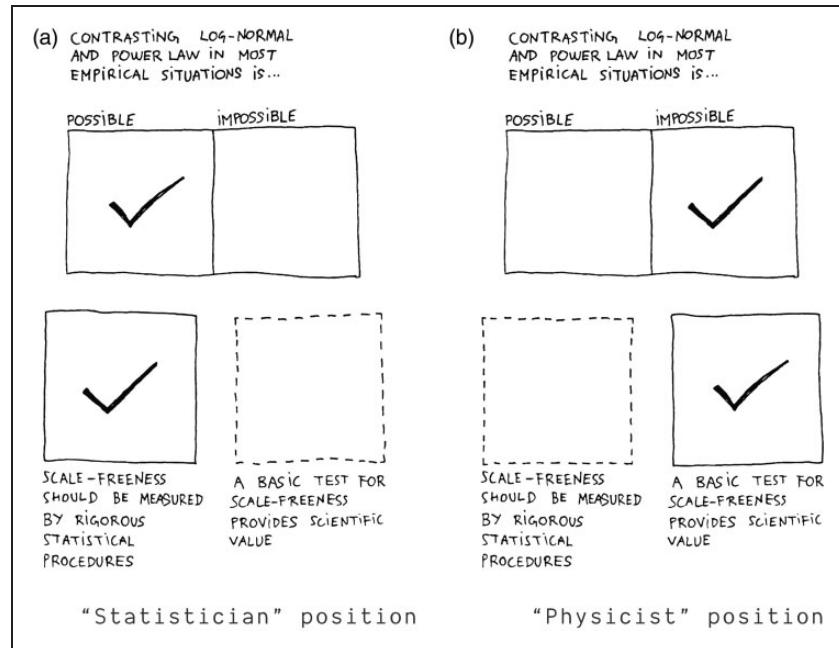 (a) CONTRASTING LOG-NORMAL
AND POWER LAW IN MOST
EMPIRICAL SITUATIONS IS...
POSSIBLE IMPOSSIBLE
SCALE-FREENESS
SHOULD BE MEASURED
BY RIGOROUS
STATISTICAL
PROCEDURES
A BASIC TEST FOR
SCALE-FREENESS
PROVIDES SCIENTIFIC
VALUE
"Statistician" position
(b) CONTRASTING LOG-NORMAL
AND POWER LAW IN MOST
EMPIRICAL SITUATIONS IS...
POSSIBLE IMPOSSIBLE
SCALE-FREENESS
SHOULD BE MEASURED
BY RIGOROUS
STATISTICAL
PROCEDURES
A BASIC TEST FOR
SCALE-FREENESS
PROVIDES SCIENTIFIC
VALUE
"Physicist" position